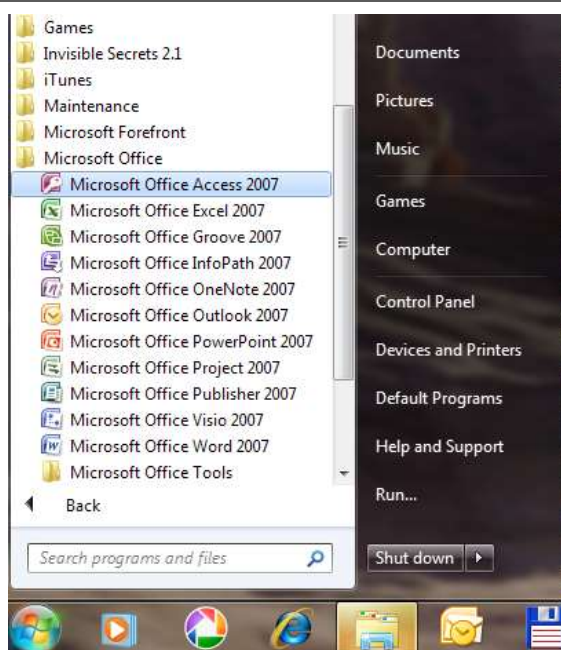 Games
Invisible Secrets 2.1
iTunes
Maintenance
Microsoft Forefront
Microsoft Office
Microsoft Office Access 2007
Microsoft Office Excel 2007
Microsoft Office Groove 2007
Microsoft Office InfoPath 2007
Microsoft Office OneNote 2007
Microsoft Office Outlook 2007
Microsoft Office PowerPoint 2007
Microsoft Office Project 2007
Microsoft Office Publisher 2007
Microsoft Office Visio 2007
Microsoft Office Word 2007
Microsoft Office Tools
Back
Search programs and files
Documents
Pictures
Music
Games
Computer
Control Panel
Devices and Printers
Default Programs
Help and Support
Run...
Shut down